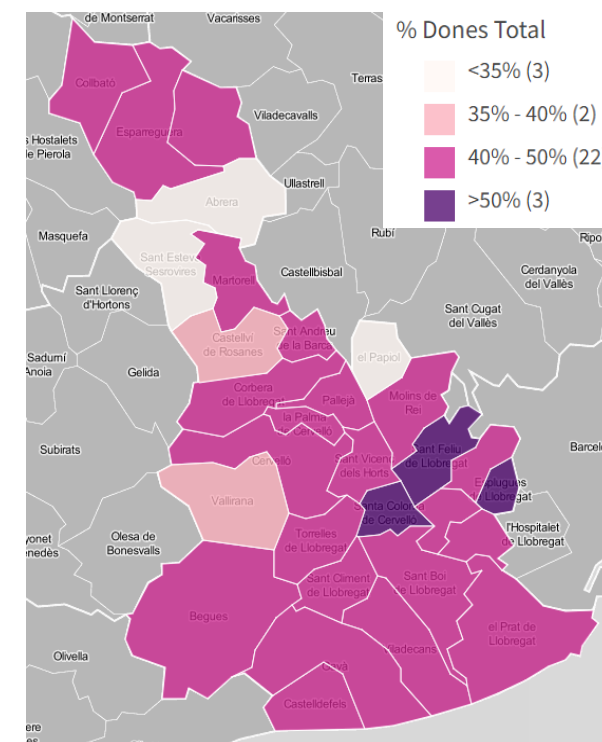 de Montserrat
Vacarisses
% Dones Total
<35% (3)
35% - 40% (2)
40% - 50% (22
>50% (3)
Terras
Collbató
Esparreguera
Viladecavalls
s Hostalets
de Pierola
Ullastrell
Abrera
Masquefa
Rubí
Ripo
Sant Estev
Sesrovires
Castellbisbal
Cerdanyola
del Vallès
Martorell
Sant Llorenç
d'Hortons
Sant Cugat
del Vallès
Castellví
de Rosanes
Sant Andreu
de la Barca
el Papiol
Sadurní
Anoia
Gelida
Corbera
de Llobregat
Pallejà
Molins de
Rei
la Palma
de Cervelló
Subirats
Cervelló
Sant Vicenç
dels Horts
Sant Feliu
de Llobregat
Barcel
Esplugues
de Llobregat
Vallirana
Santa Coloma
de Cervelló
l'Hospitalet
de Llobregat
Olesa de
Bonesvalls
Torrelles
de Llobregat
Sant Climent
de Llobregat
Sant Boi
de Llobregat
Begues
el Prat de
Llobregat
Viladecans
Olivella
Gavà
Castelldefels